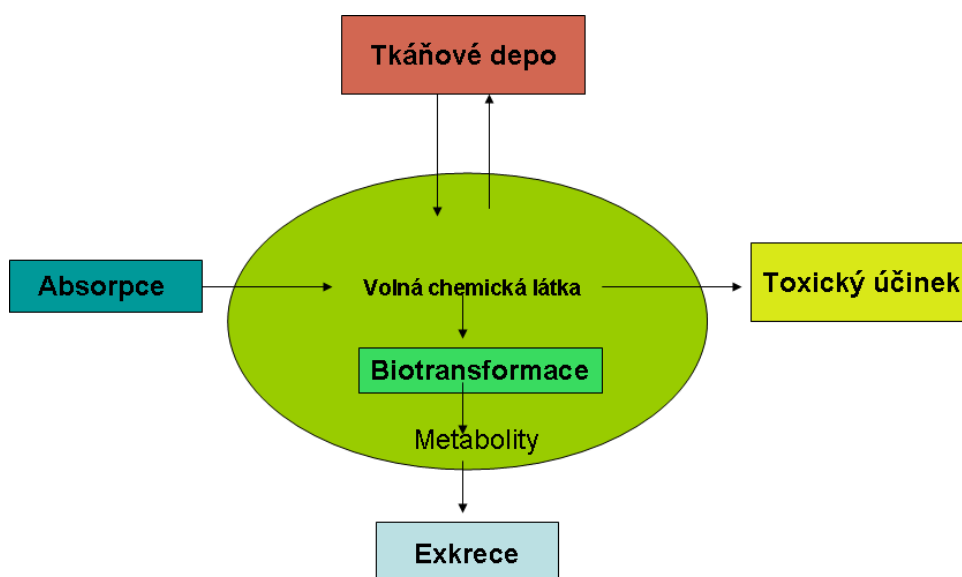 Tkáňové depo
Absorpce
Volná chemická látka
Toxický účinek
Biotransformace
Metabolity
Exkrece